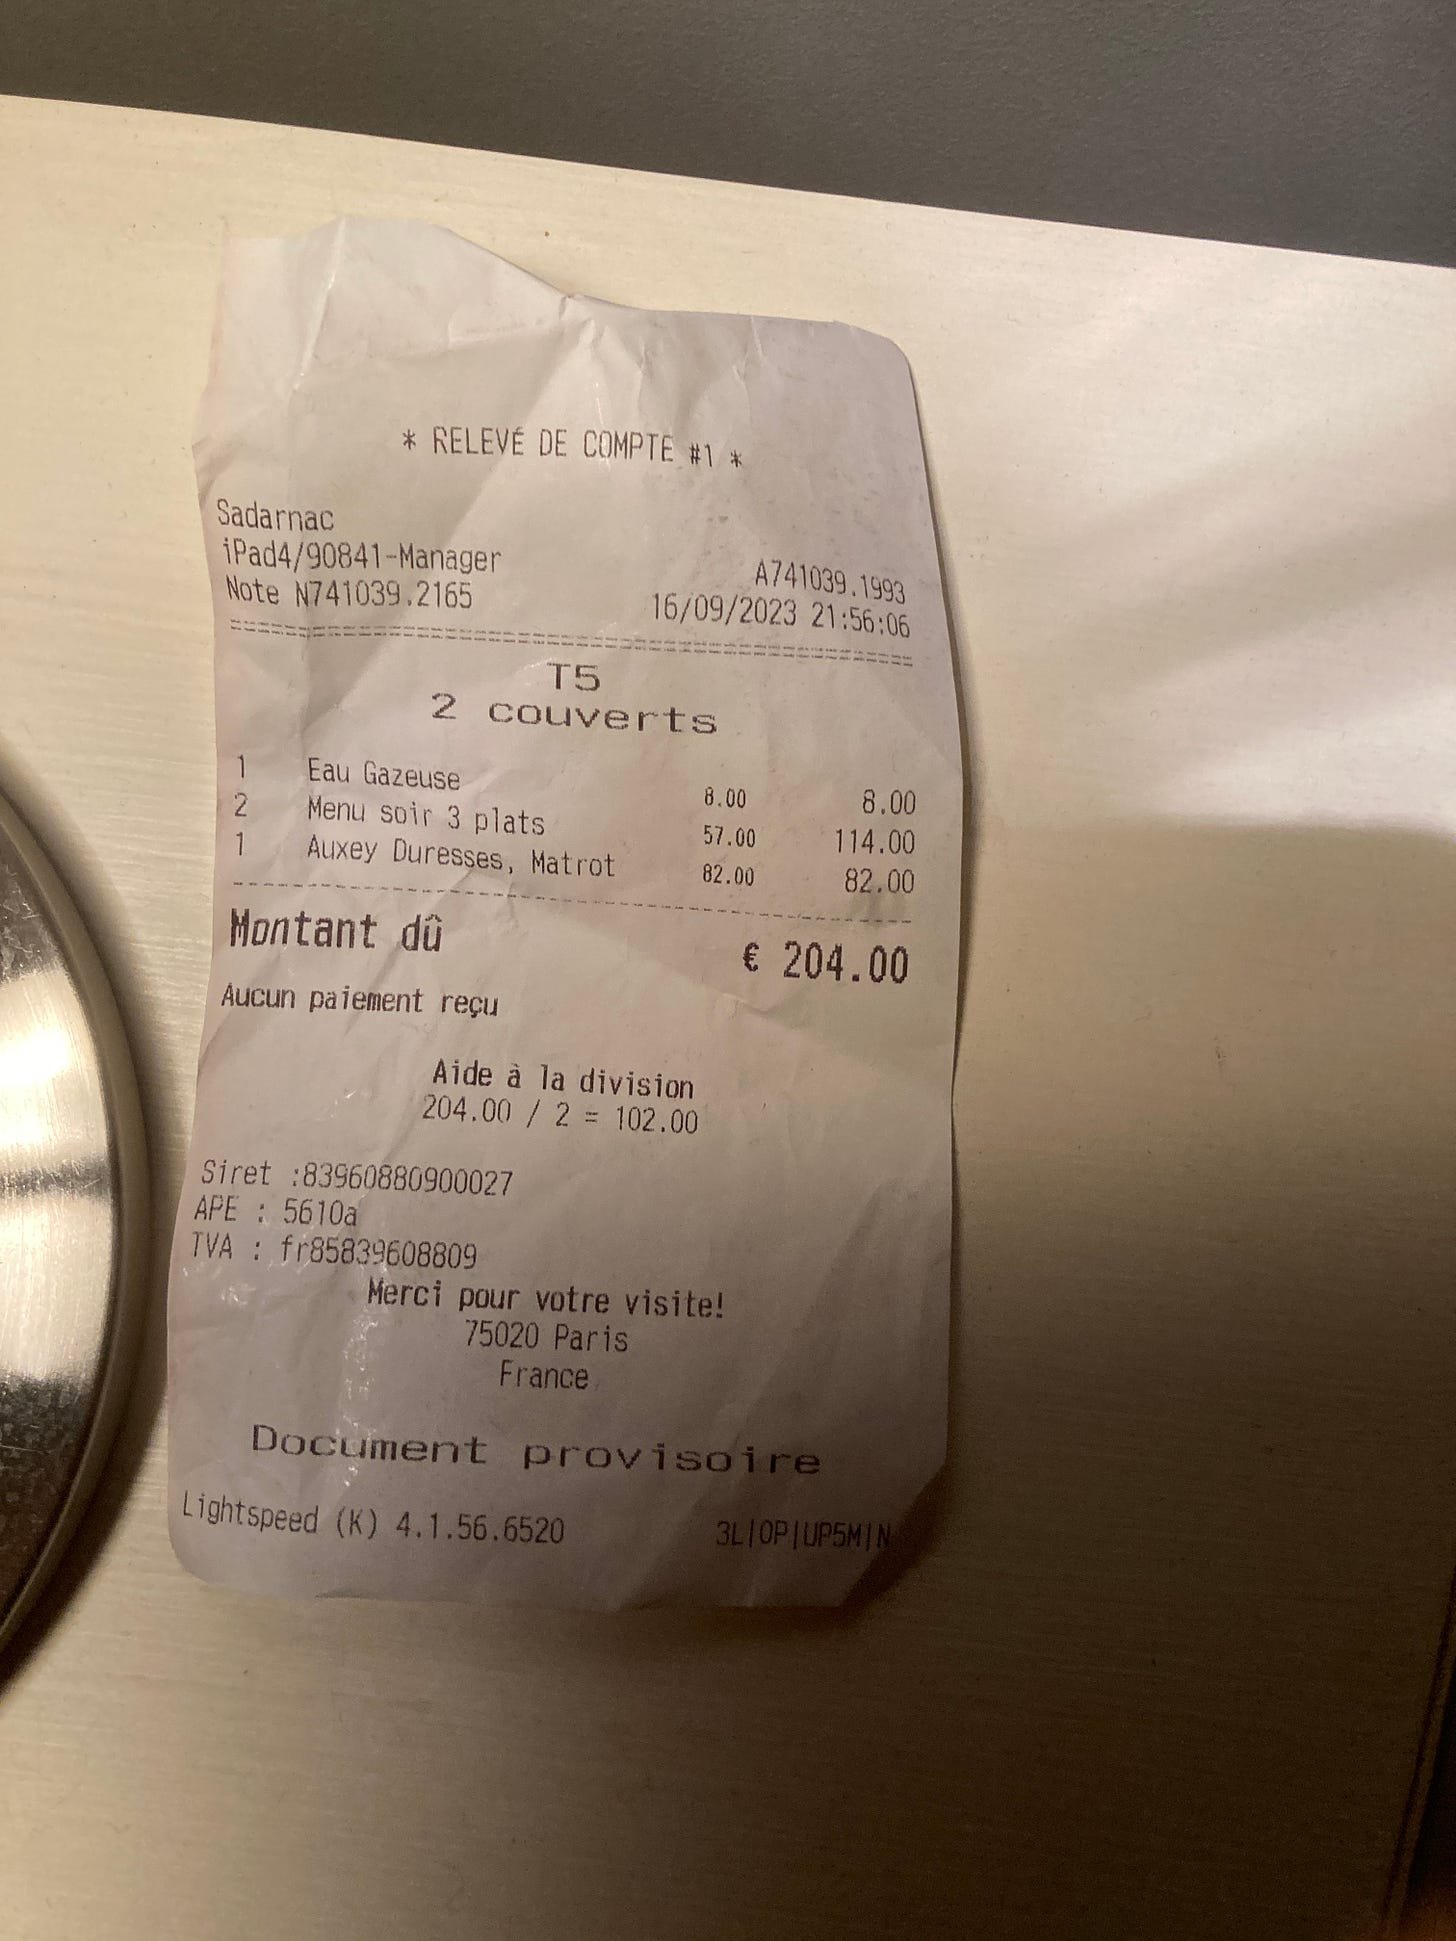 * RELEVÉ DE COMPTE #1 *
Sadarnac
iPad4/90841-Manager A741039.1993
Note N741039.2165 16/09/2023 21:56:06
T5
2 couverts
1 Eau Gazeuse 8.00 8.00
2 Menu soir 3 plats 57.00 114.00
1 Auxey Duresses, Matrot 82.00 82.00
Montant dû € 204.00
Aucun paiement reçu
Aide à la division
204.00 / 2 = 102.00
Siret :83960880900027
APE : 5610a
TVA : fr85839608809
Merci pour votre visite!
75020 Paris
France
Document provisoire
Lightspeed (K) 4.1.56.6520 3L|OP|UP5M|N